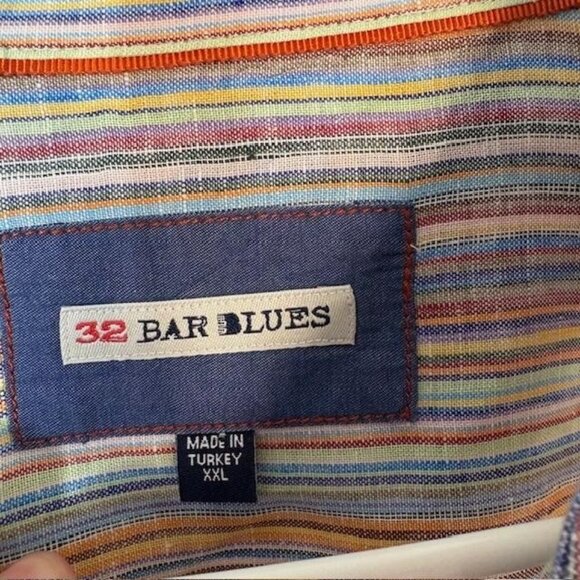 32 BAR BLUES
MADE IN
TURKEY
XXL